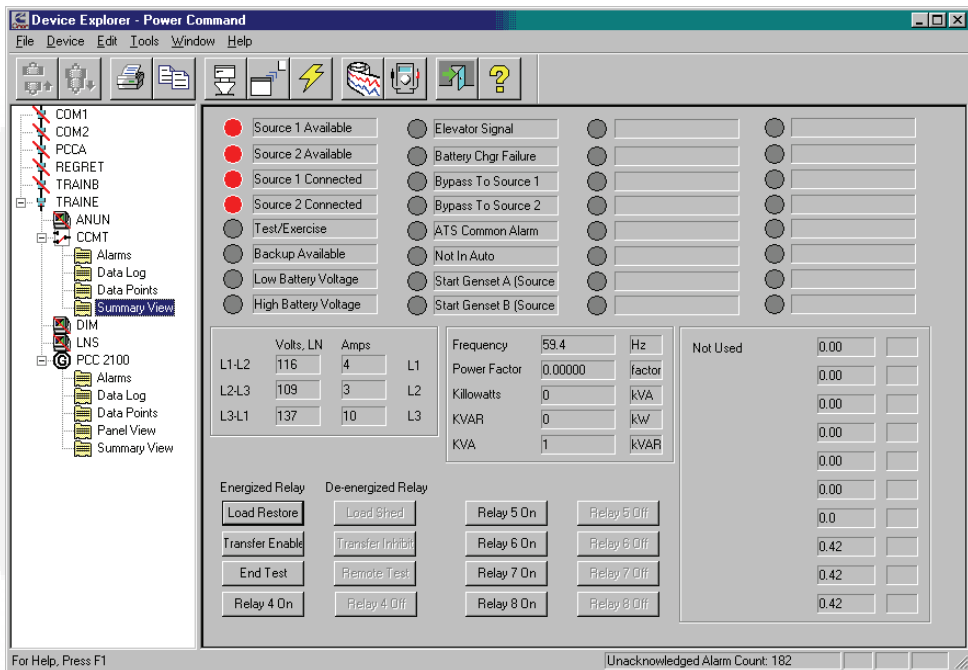 Device Explorer - Power Command
File Device Edit Tools Window Help
COM1
COM2
PCCA
REGRET
TRAINB
TRAINE
ANUN
CCMT
Alarms
Data Log
Data Points
Summary View
DIM
LNS
PCC 2100
Alarms
Data Log
Data Points
Panel View
Summary View
Source 1 Available
Source 2 Available
Source 1 Connected
Source 2 Connected
Test/Exercise
Backup Available
Low Battery Voltage
High Battery Voltage
Elevator Signal
Battery Chgr Failure
Bypass To Source 1
Bypass To Source 2
ATS Common Alarm
Not In Auto
Start Genset A (Source
Start Genset B (Source
Volts, LN Amps
L1-L2 116 4 L1
L2-L3 109 3 L2
L3-L1 137 10 L3
Frequency 59.4 Hz
Power Factor 0.00000 factor
Killowatts 0 kVA
KVAR 0 kW
KVA 1 kVAR
Not Used 0.00
0.00
0.00
0.00
0.00
0.00
0.0
0.42
0.42
0.42
Energized Relay De-energized Relay
Load Restore Load Shed Relay 5 On Relay 5 Off
Transfer Enable Transfer Inhibit Relay 6 On Relay 6 Off
End Test Remote Test Relay 7 On Relay 7 Off
Relay 4 On Relay 4 Off Relay 8 On Relay 8 Off
For Help, Press F1
Unacknowledged Alarm Count: 182